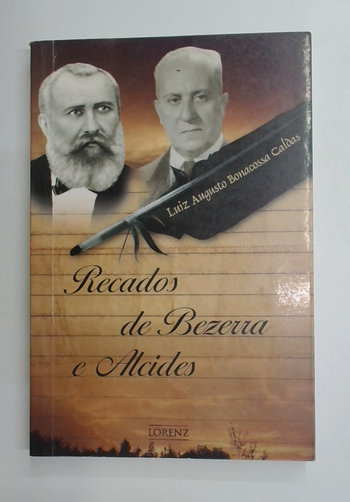 Luiz Augusto Bonacossa Caldas
Recados
de Bezerra
e Alcides
LORENZ